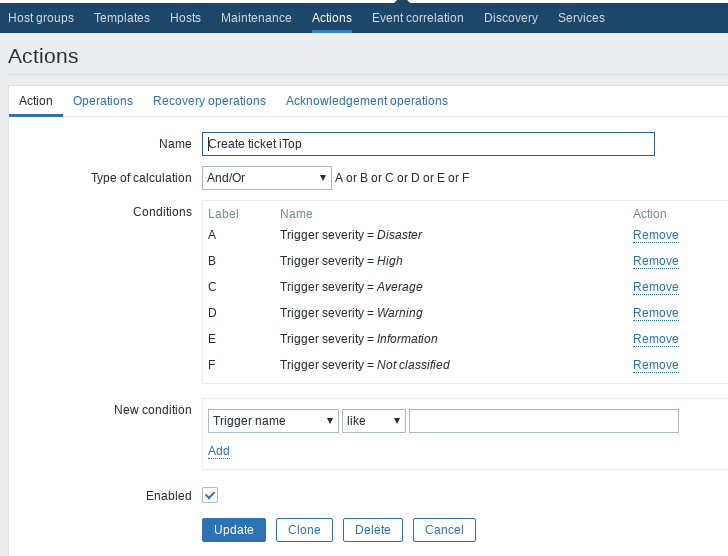 Host groups Templates Hosts Maintenance Actions Event correlation Discovery Services
Actions
Action Operations Recovery operations Acknowledgement operations
Name Create ticket iTop
Type of calculation And/Or A or B or C or D or E or F
Conditions Label Name Action
A Trigger severity = Disaster Remove
B Trigger severity = High Remove
C Trigger severity = Average Remove
D Trigger severity = Warning Remove
E Trigger severity = Information Remove
F Trigger severity = Not classified Remove
New condition Trigger name like
Add
Enabled
Update Clone Delete Cancel